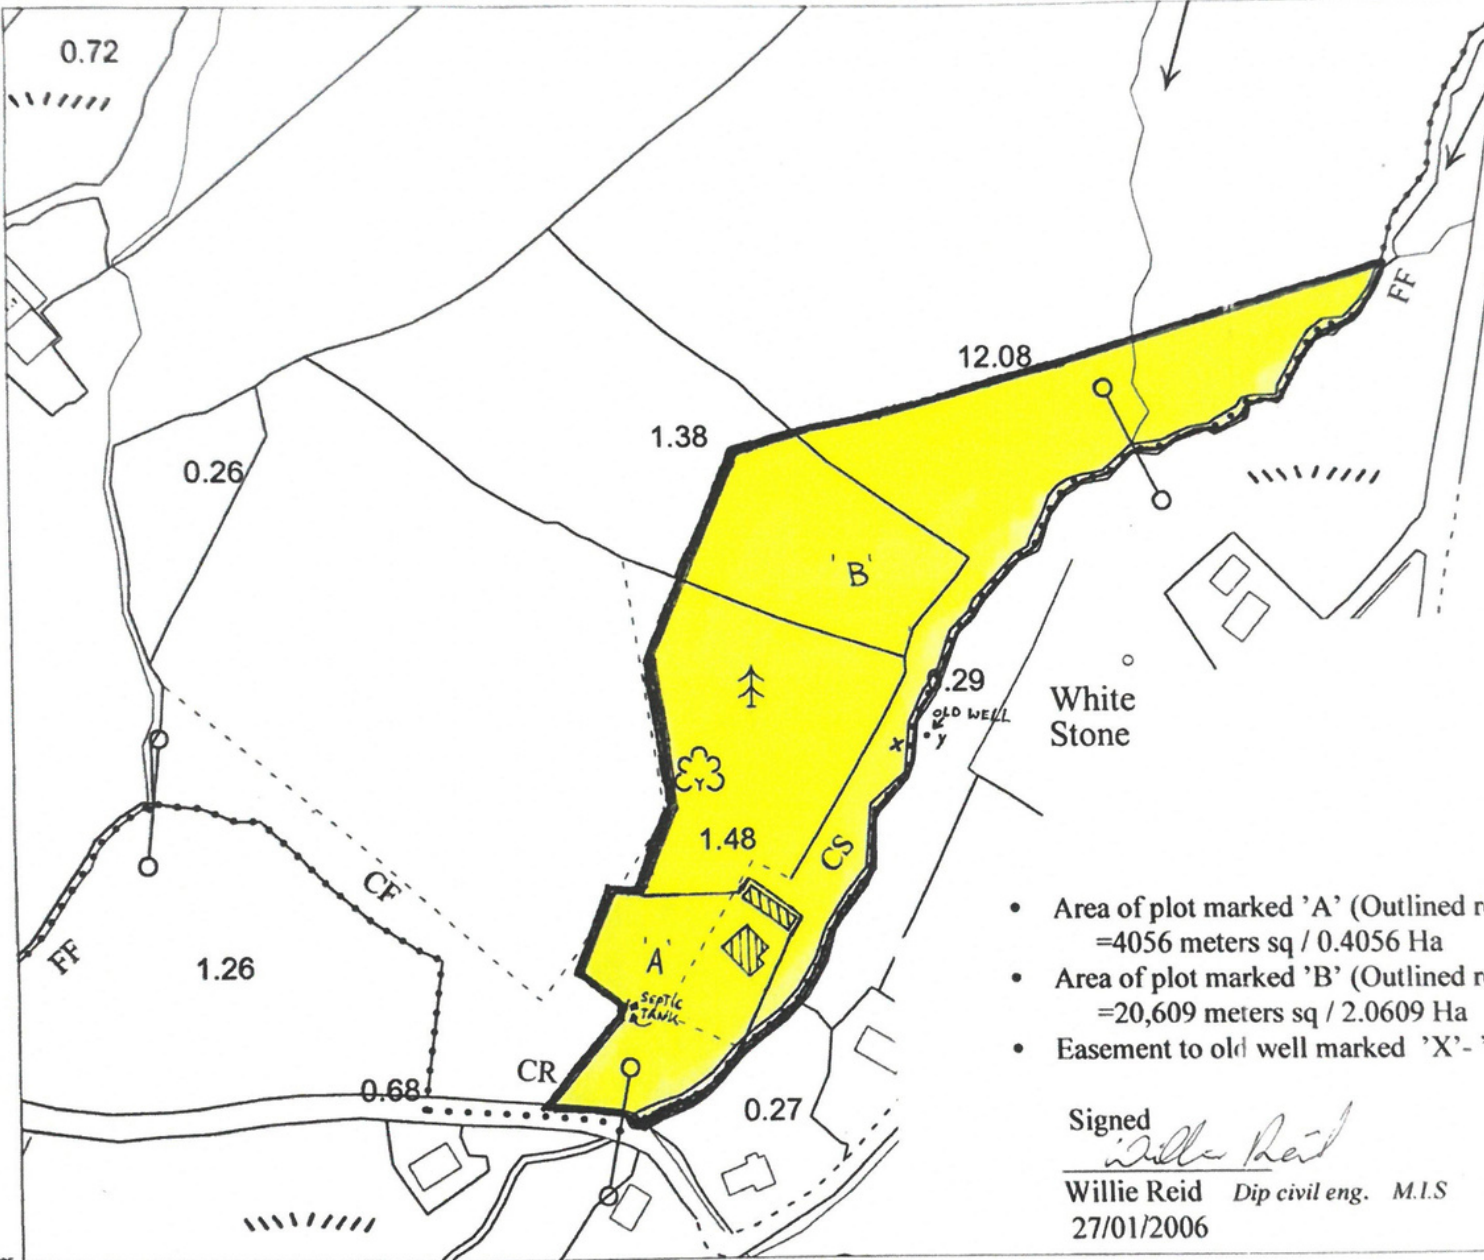 0.72
FF
12.08
1.38
0.26
'B'
.29
OLD WELL
x
y
White
Stone
1.48
CS
CF
FF
1.26
'A'
SEPTIC
TANK
CR
0.68
0.27
• Area of plot marked 'A' (Outlined r
=4056 meters sq / 0.4056 Ha
• Area of plot marked 'B' (Outlined r
=20,609 meters sq / 2.0609 Ha
• Easement to old well marked 'X'- '
Signed
Willie Reid
Willie Reid Dip civil eng. M.I.S
27/01/2006